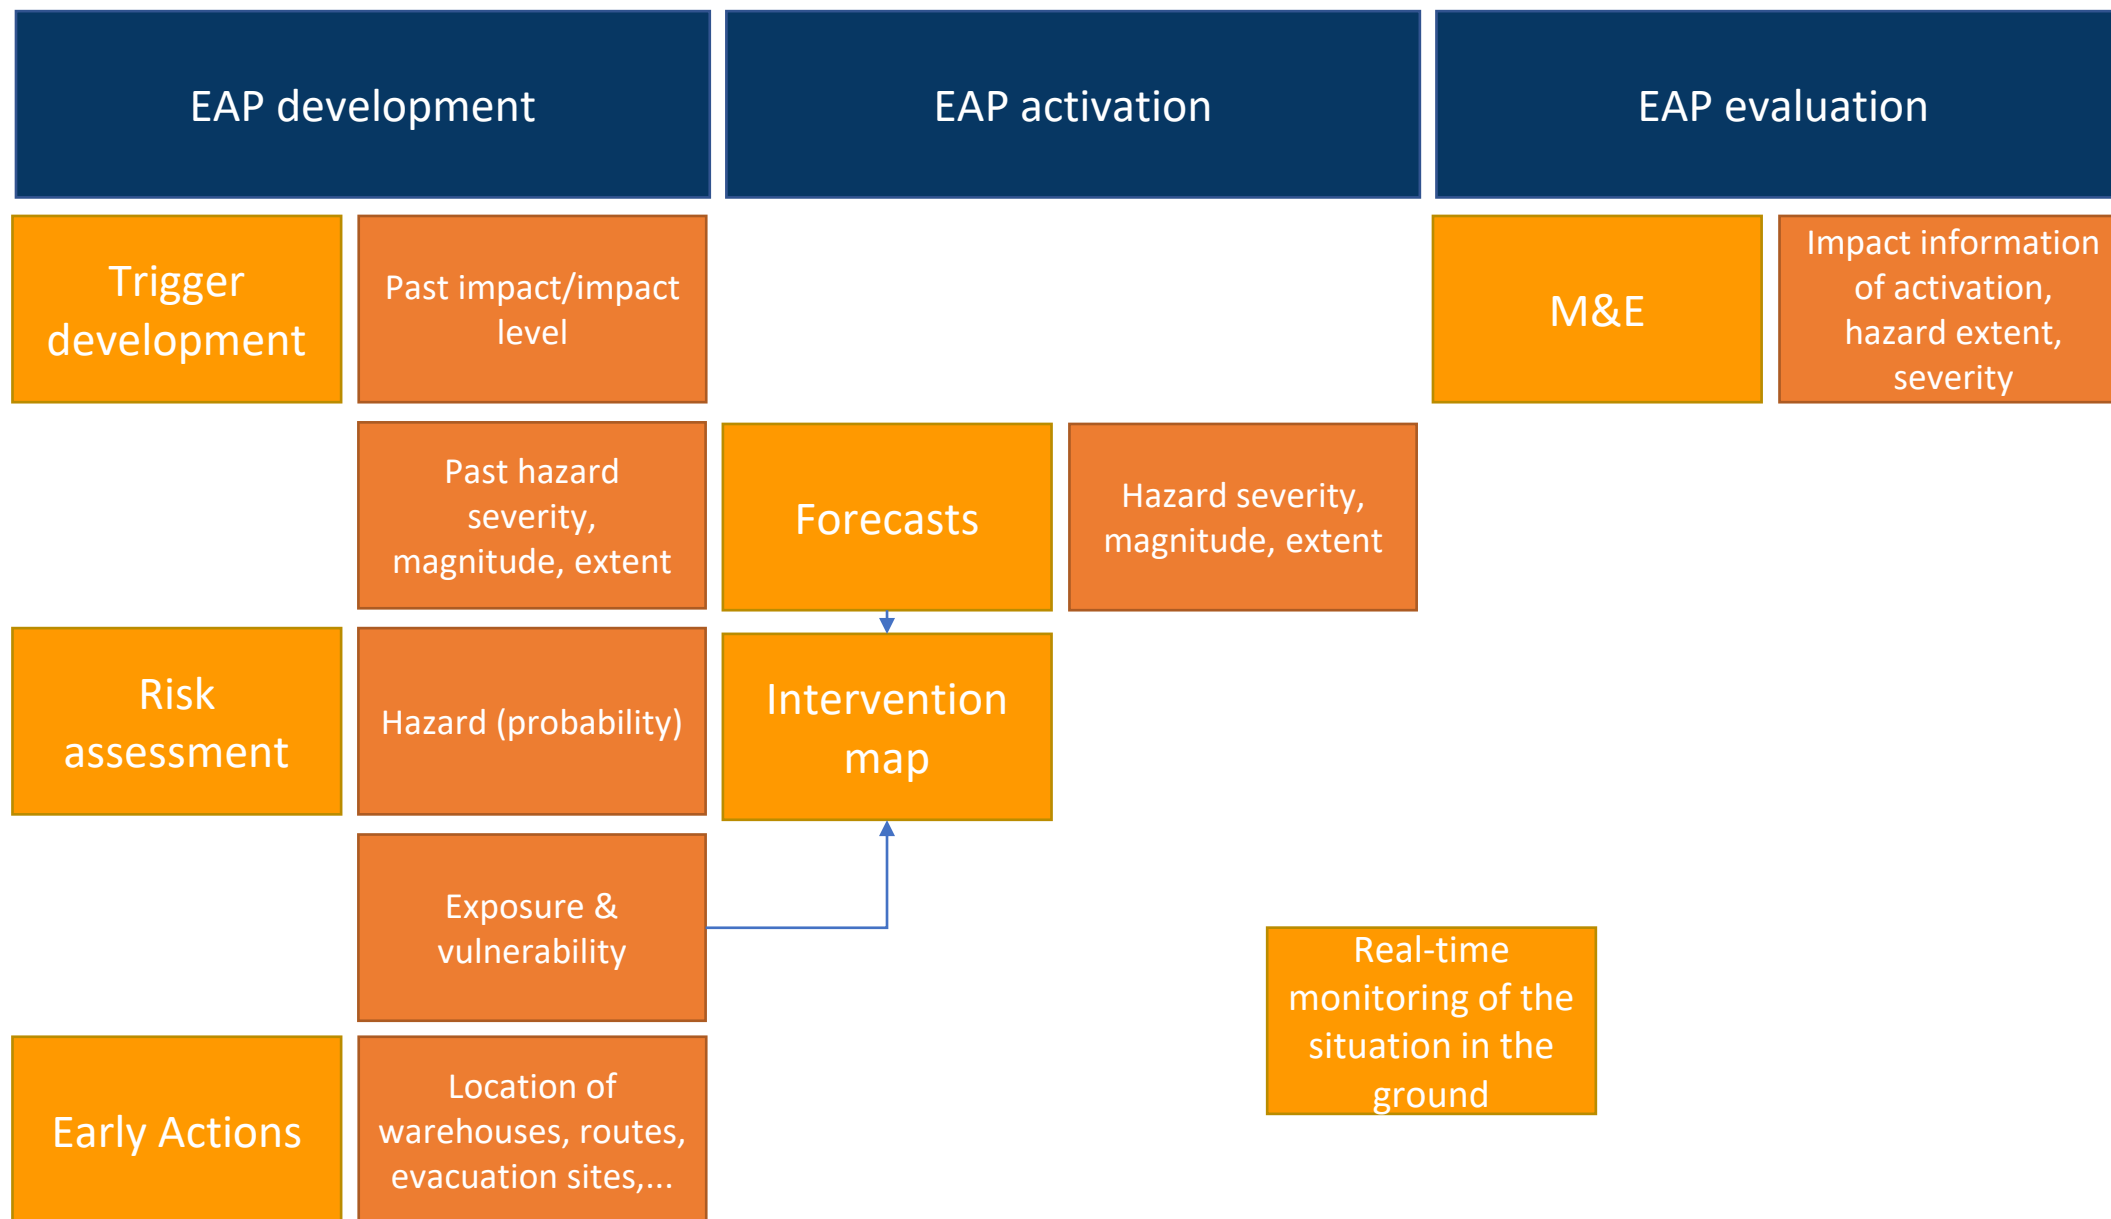 EAP development
EAP activation
EAP evaluation
Trigger
development
Past impact/impact
level
M&E
Impact information
of activation,
hazard extent,
severity
Past hazard
severity,
magnitude, extent
Forecasts
Hazard severity,
magnitude, extent
Risk
assessment
Hazard (probability)
Intervention
map
Exposure &
vulnerability
Real-time
monitoring of the
situation in the
ground
Early Actions
Location of
warehouses, routes,
evacuation sites,...